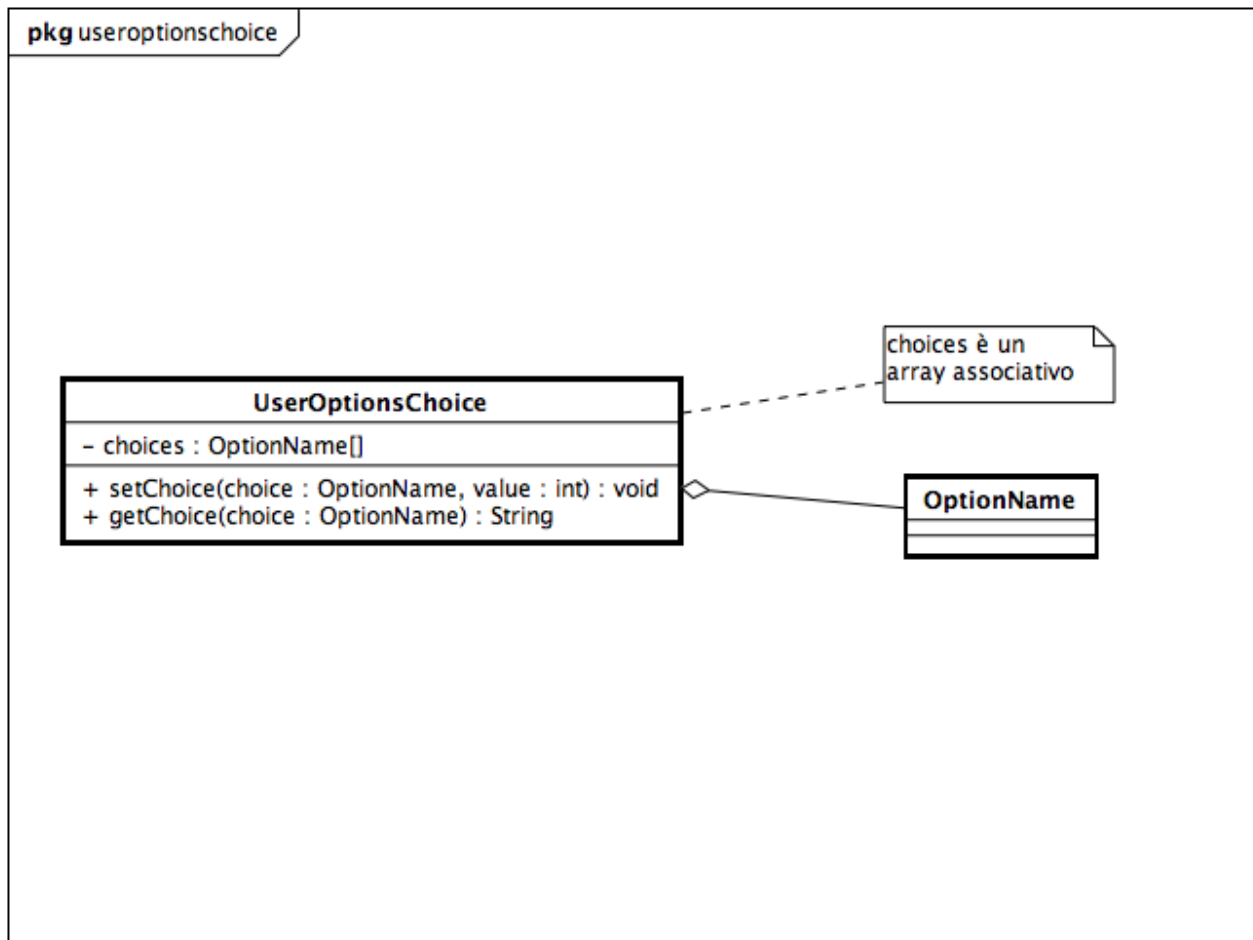 pkg useroptionschoice
choices è un
array associativo
UserOptionsChoice
- choices : OptionName[]
+ setChoice(choice : OptionName, value : int) : void
+ getChoice(choice : OptionName) : String
OptionName